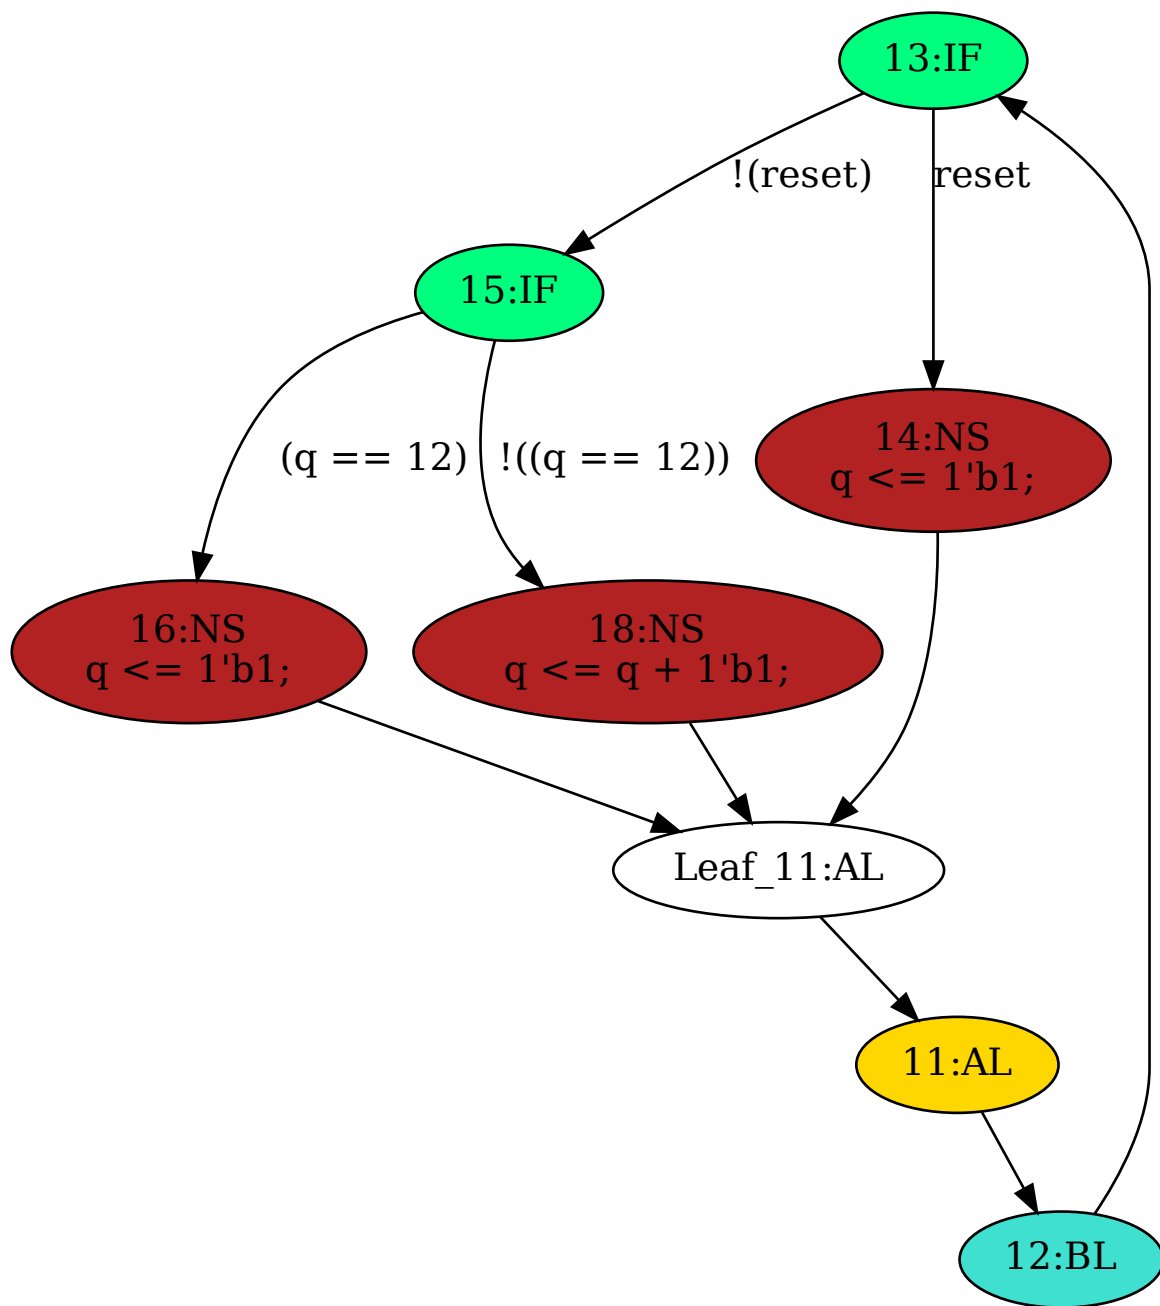 13:IF
!(reset)
reset
15:IF
(q == 12)
!((q == 12))
14:NS
q <= 1'b1;
16:NS
q <= 1'b1;
18:NS
q <= q + 1'b1;
Leaf_11:AL
11:AL
12:BL